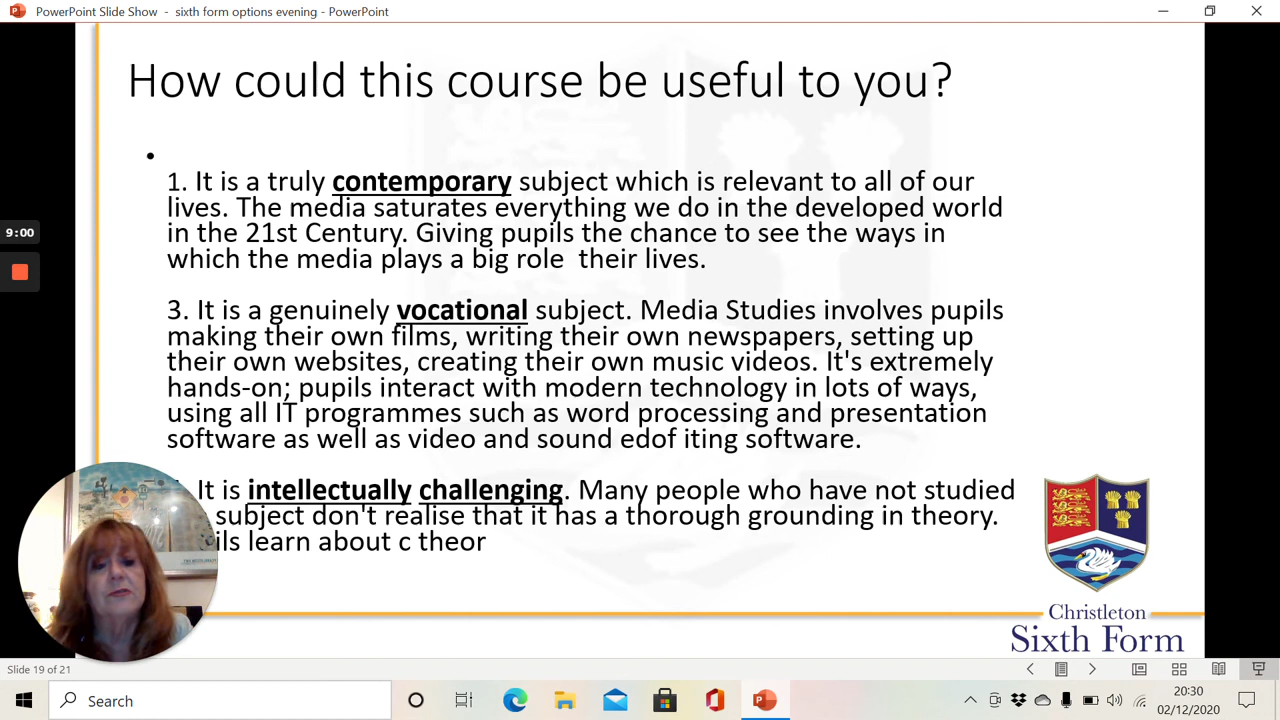 PowerPoint Slide Show - sixth form options evening - PowerPoint
How could this course be useful to you?
1. It is a truly contemporary subject which is relevant to all of our
lives. The media saturates everything we do in the developed world
in the 21st Century. Giving pupils the chance to see the ways in
which the media plays a big role their lives.
3. It is a genuinely vocational subject. Media Studies involves pupils
making their own films, writing their own newspapers, setting up
their own websites, creating their own music videos. It's extremely
hands-on; pupils interact with modern technology in lots of ways,
using all IT programmes such as word processing and presentation
software as well as video and sound edof iting software.
It is intellectually challenging. Many people who have not studied
subject don't realise that it has a thorough grounding in theory.
ils learn about c theor
9:00
Christleton
Sixth Form
Slide 19 of 21
Search
20:30
02/12/2020